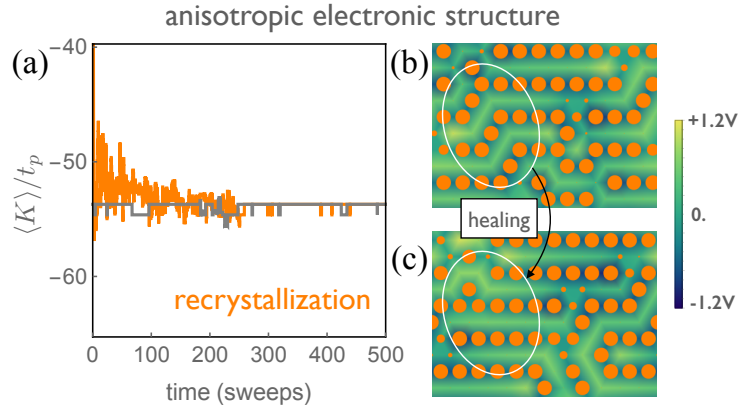 anisotropic electronic structure
(a)
⟨K⟩/t_p
−40
−50
−60
recrystallization
0
100
200
300
400
500
time (sweeps)
(b)
healing
(c)
+1.2V
0.
-1.2V